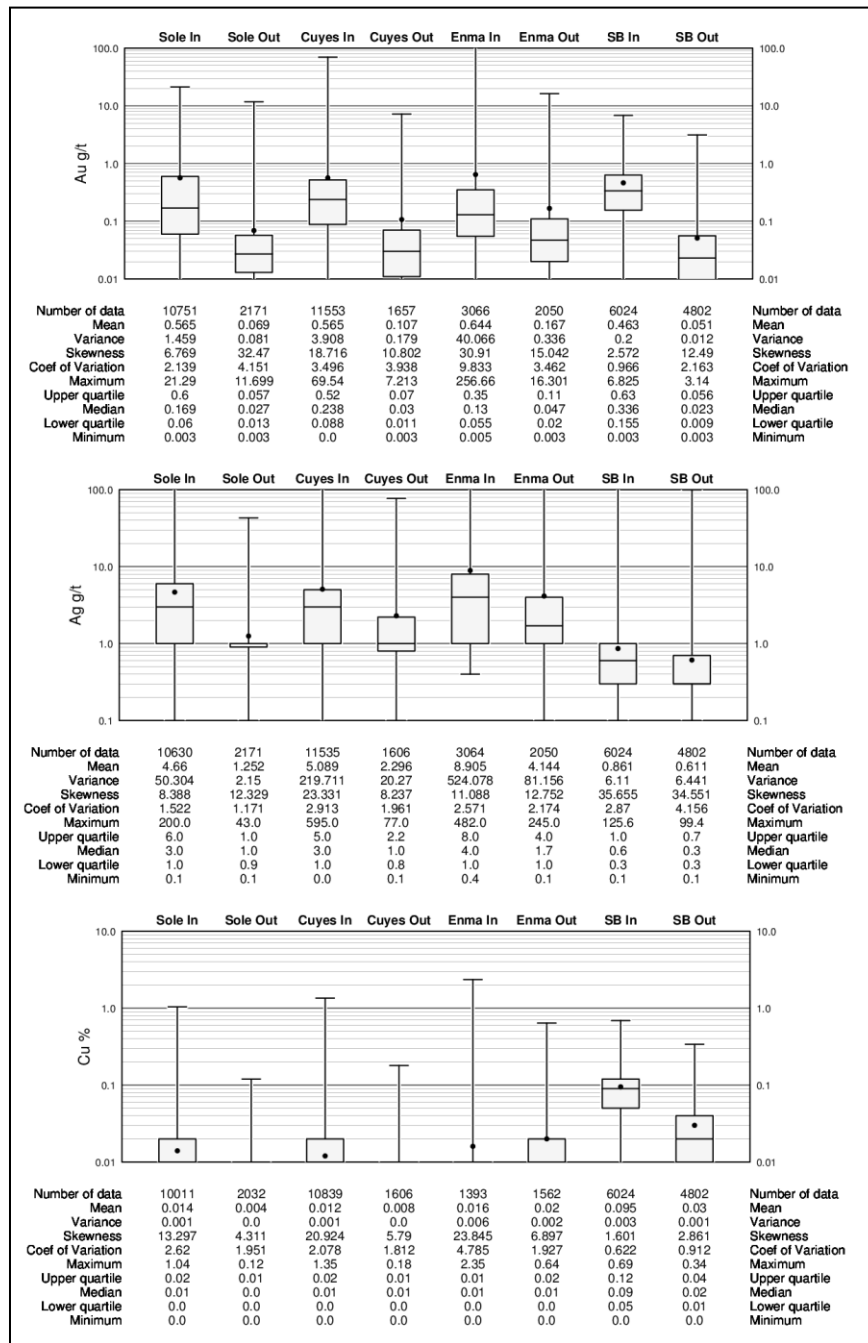 Sole In Sole Out Cuyes In Cuyes Out Enma In Enma Out SB In SB Out
100.0 100.0
10.0 10.0
1.0 1.0
0.1 0.1
0.01 0.01
Au g/t
Number of data 10751 2171 11553 1657 3066 2050 6024 4802 Number of data
Mean 0.565 0.069 0.565 0.107 0.644 0.167 0.463 0.051 Mean
Variance 1.459 0.081 3.908 0.179 40.066 0.336 0.2 0.012 Variance
Skewness 6.769 32.47 18.716 10.802 30.91 15.042 2.572 12.49 Skewness
Coef of Variation 2.139 4.151 3.496 3.938 9.833 3.462 0.966 2.163 Coef of Variation
Maximum 21.29 11.699 69.54 7.213 256.66 16.301 6.825 3.14 Maximum
Upper quartile 0.6 0.057 0.52 0.07 0.35 0.11 0.63 0.056 Upper quartile
Median 0.169 0.027 0.238 0.03 0.13 0.047 0.336 0.023 Median
Lower quartile 0.06 0.013 0.088 0.011 0.055 0.02 0.155 0.009 Lower quartile
Minimum 0.003 0.003 0.0 0.003 0.005 0.003 0.003 0.003 Minimum
Sole In Sole Out Cuyes In Cuyes Out Enma In Enma Out SB In SB Out
100.0 100.0
10.0 10.0
1.0 1.0
0.1 0.1
Ag g/t
Number of data 10630 2171 11535 1606 3064 2050 6024 4802 Number of data
Mean 4.66 1.252 5.089 2.296 8.905 4.144 0.861 0.611 Mean
Variance 50.304 2.15 219.711 20.27 524.078 81.156 6.11 6.441 Variance
Skewness 8.388 12.329 23.331 8.237 11.088 12.752 35.655 34.551 Skewness
Coef of Variation 1.522 1.171 2.913 1.961 2.571 2.174 2.87 4.156 Coef of Variation
Maximum 200.0 43.0 595.0 77.0 482.0 245.0 125.6 99.4 Maximum
Upper quartile 6.0 1.0 5.0 2.2 8.0 4.0 1.0 0.7 Upper quartile
Median 3.0 1.0 3.0 1.0 4.0 1.7 0.6 0.3 Median
Lower quartile 1.0 0.9 1.0 0.8 1.0 1.0 0.3 0.3 Lower quartile
Minimum 0.1 0.1 0.0 0.1 0.4 0.1 0.1 0.1 Minimum
Sole In Sole Out Cuyes In Cuyes Out Enma In Enma Out SB In SB Out
10.0 10.0
1.0 1.0
0.1 0.1
0.01 0.01
Cu %
Number of data 10011 2032 10839 1606 1393 1562 6024 4802 Number of data
Mean 0.014 0.004 0.012 0.008 0.016 0.02 0.095 0.03 Mean
Variance 0.001 0.0 0.001 0.0 0.006 0.002 0.003 0.001 Variance
Skewness 13.297 4.311 20.924 5.79 23.845 6.897 1.601 2.861 Skewness
Coef of Variation 2.62 1.951 2.078 1.812 4.785 1.927 0.622 0.912 Coef of Variation
Maximum 1.04 0.12 1.35 0.18 2.35 0.64 0.69 0.34 Maximum
Upper quartile 0.02 0.01 0.02 0.01 0.01 0.02 0.12 0.04 Upper quartile
Median 0.01 0.0 0.01 0.01 0.01 0.01 0.09 0.02 Median
Lower quartile 0.0 0.0 0.0 0.0 0.0 0.0 0.05 0.01 Lower quartile
Minimum 0.0 0.0 0.0 0.0 0.0 0.0 0.0 0.0 Minimum